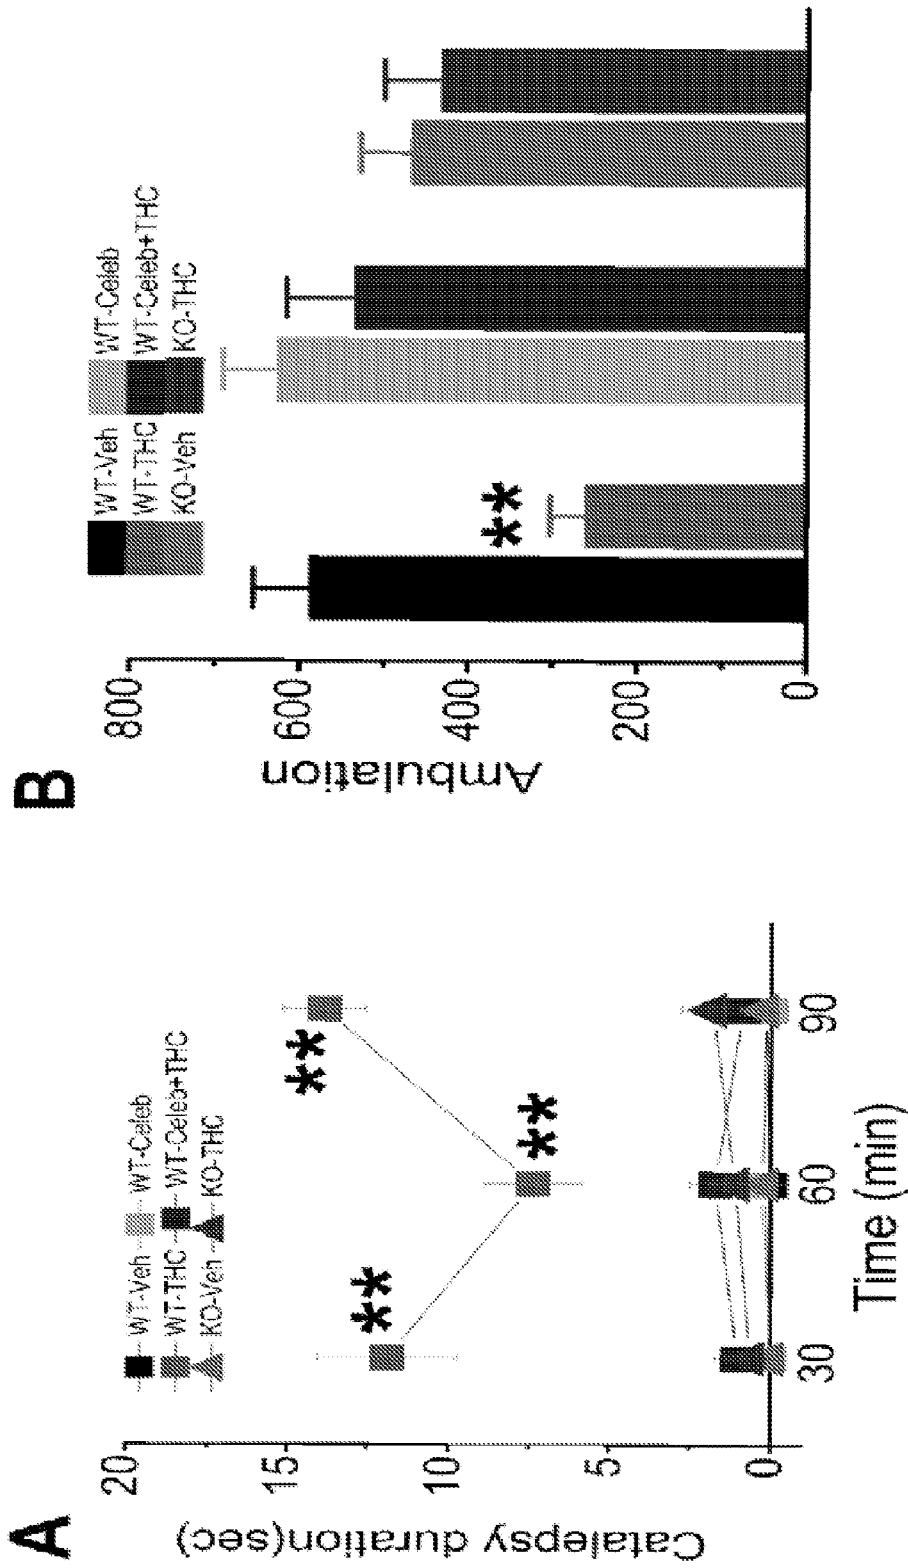 A
Catalepsy duration(sec)
20
15
10
5
0
WT-Veh WT-Celeb
WT-THC WT-Celeb+THC
KO-Veh KO-THC
**
**
**
30 60 90
Time (min)
B
Ambulation
800
600
400
200
0
WT-Veh WT-Celeb
WT-THC WT-Celeb+THC
KO-Veh KO-THC
**